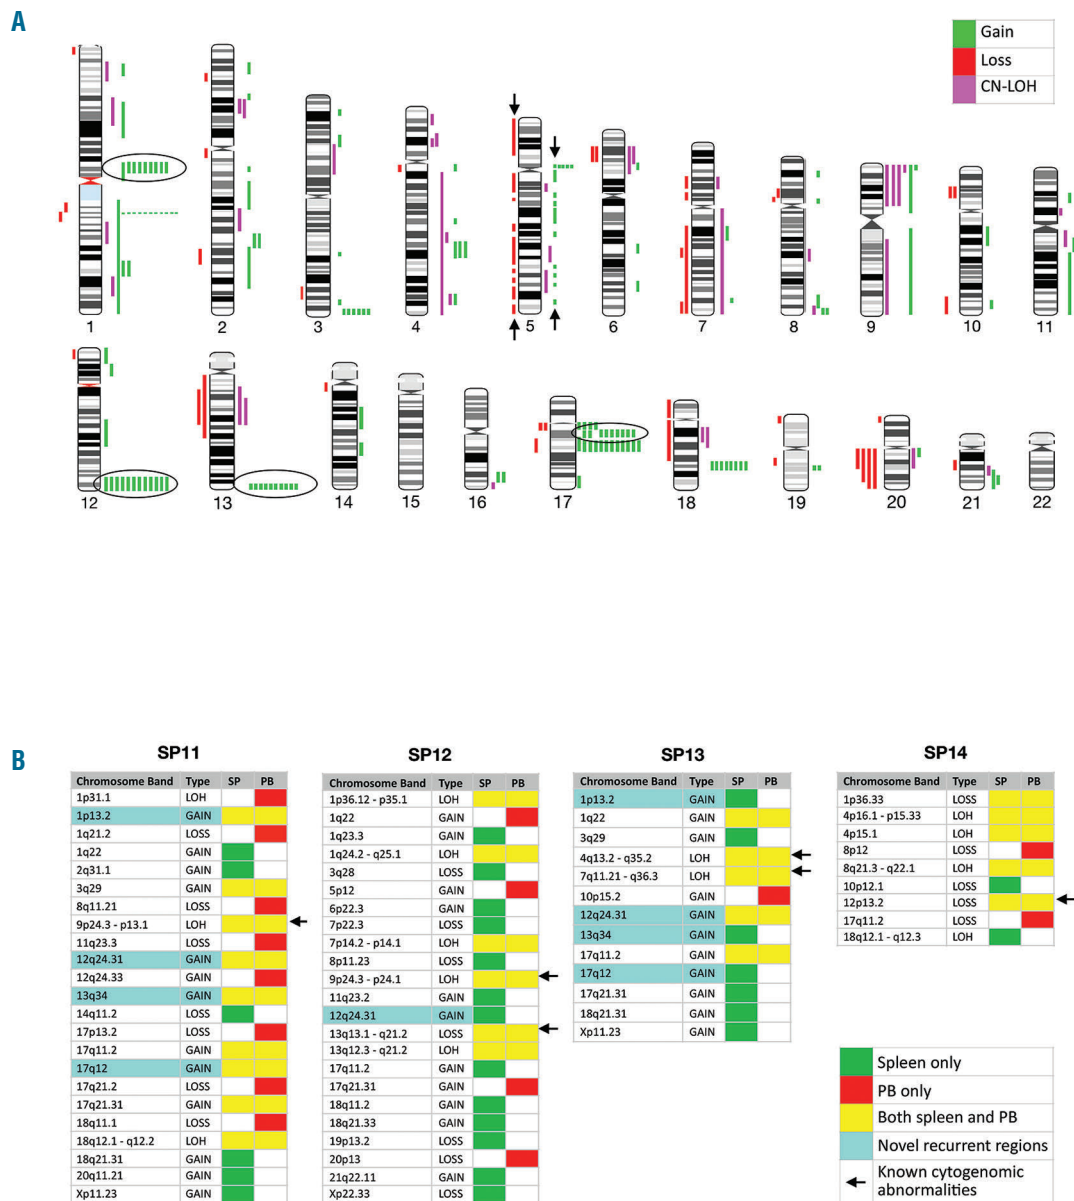 A
Gain
Loss
CN-LOH
1 2 3 4 5 6 7 8 9 10 11
12 13 14 15 16 17 18 19 20 21 22
B
SP11
Chromosome Band Type SP PB
1p31.1 LOH
1p13.2 GAIN
1q21.2 LOSS
1q22 GAIN
2q31.1 GAIN
3q29 GAIN
8q11.21 LOSS
9p24.3 - p13.1 LOH
11q23.3 LOSS
12q24.31 GAIN
12q24.33 LOSS
13q34 GAIN
14q11.2 LOSS
17p13.2 LOSS
17q11.2 GAIN
17q12 GAIN
17q21.2 LOSS
17q21.31 GAIN
18q11.1 LOSS
18q12.1 - q12.2 LOH
18q21.31 GAIN
20q11.21 GAIN
Xp11.23 GAIN
SP12
Chromosome Band Type SP PB
1p36.12 - p35.1 LOH
1q22 GAIN
1q23.3 GAIN
1q24.2 - q25.1 LOH
3q28 LOSS
5p12 GAIN
6p22.3 GAIN
7p22.3 LOSS
7p14.2 - p14.1 LOH
8p11.23 LOSS
9p24.3 - p24.1 LOH
11q23.2 GAIN
12q24.31 GAIN
13q13.1 - q21.2 LOSS
13q12.3 - q21.2 LOH
17q11.2 GAIN
17q21.31 GAIN
18q11.2 GAIN
18q21.33 GAIN
19p13.2 LOSS
20p13 LOSS
21q22.11 GAIN
Xp22.33 LOSS
SP13
Chromosome Band Type SP PB
1p13.2 GAIN
1q22 GAIN
3q29 GAIN
4q13.2 - q35.2 LOH
7q11.21 - q36.3 LOH
10p15.2 GAIN
12q24.31 GAIN
13q34 GAIN
17q11.2 GAIN
17q12 GAIN
17q21.31 GAIN
18q21.31 GAIN
Xp11.23 GAIN
SP14
Chromosome Band Type SP PB
1p36.33 LOSS
4p16.1 - p15.33 LOH
4p15.1 LOH
8p12 LOSS
8q21.3 - q22.1 LOH
10p12.1 LOSS
12p13.2 LOSS
17q11.2 LOSS
18q12.1 - q12.3 LOH
Spleen only
PB only
Both spleen and PB
Novel recurrent regions
Known cytogenomic
abnormalities